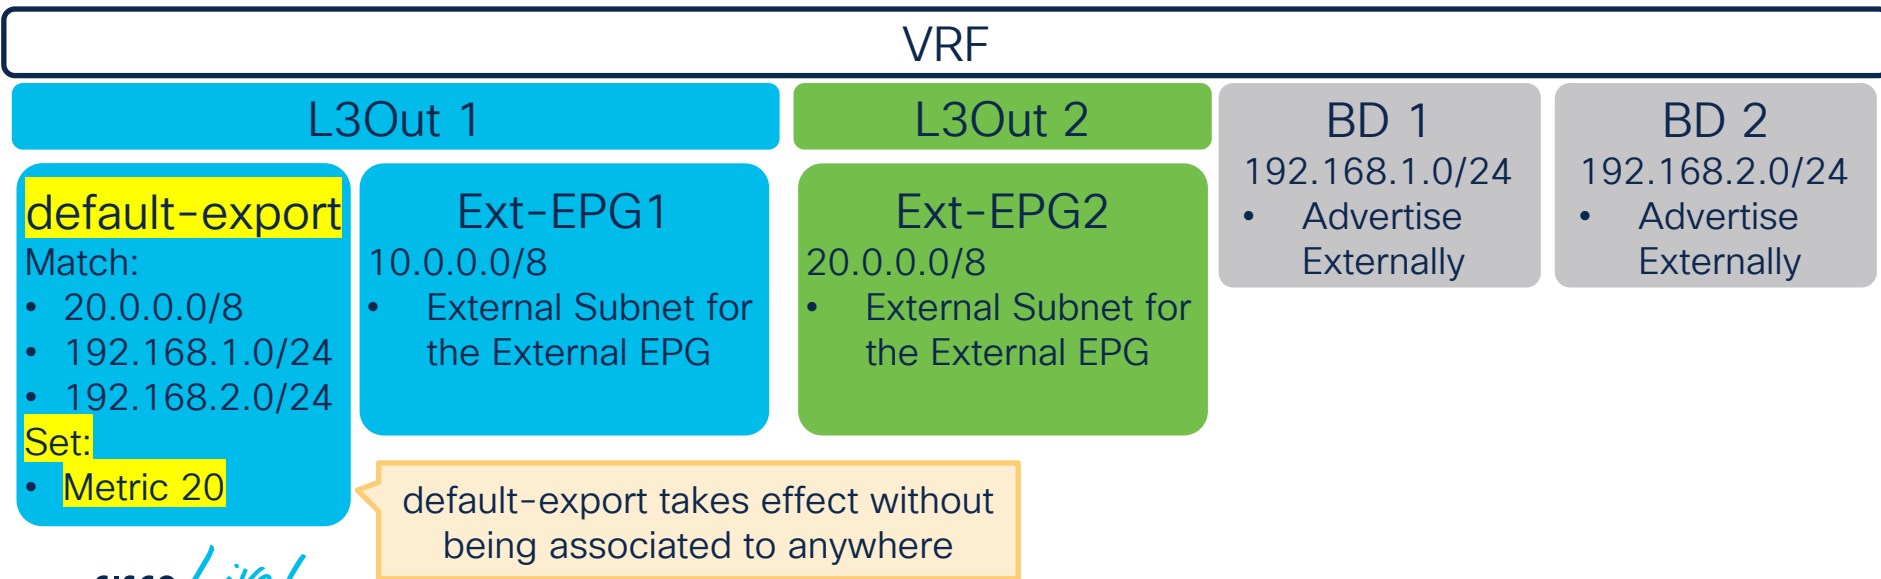 VRF
L3Out 1
L3Out 2
BD 1
192.168.1.0/24
• Advertise
Externally
BD 2
192.168.2.0/24
• Advertise
Externally
default-export
Match:
• 20.0.0.0/8
• 192.168.1.0/24
• 192.168.2.0/24
Set:
• Metric 20
Ext-EPG1
10.0.0.0/8
• External Subnet for
the External EPG
Ext-EPG2
20.0.0.0/8
• External Subnet for
the External EPG
default-export takes effect without
being associated to anywhere
cisco Live!